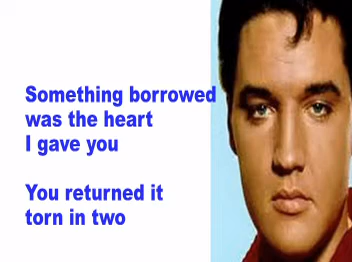 Something borrowed
was the heart
I gave you
You returned it
torn in two